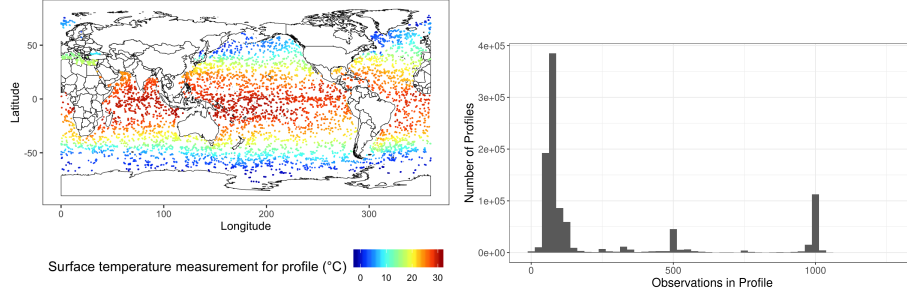 Latitude
50
0
-50
0
100
200
300
Longitude
Surface temperature measurement for profile (°C)
0
10
20
30
Number of Profiles
4e+05
3e+05
2e+05
1e+05
0e+00
0
500
1000
Observations in Profile